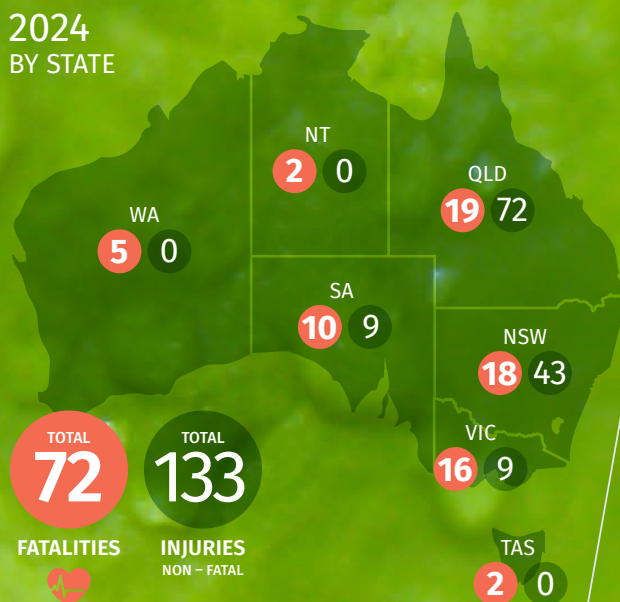 2024
BY STATE
NT
2 0
QLD
19 72
WA
5 0
SA
10 9
NSW
18 43
VIC
16 9
TOTAL
72
FATALITIES
TOTAL
133
INJURIES
NON – FATAL
TAS
2 0